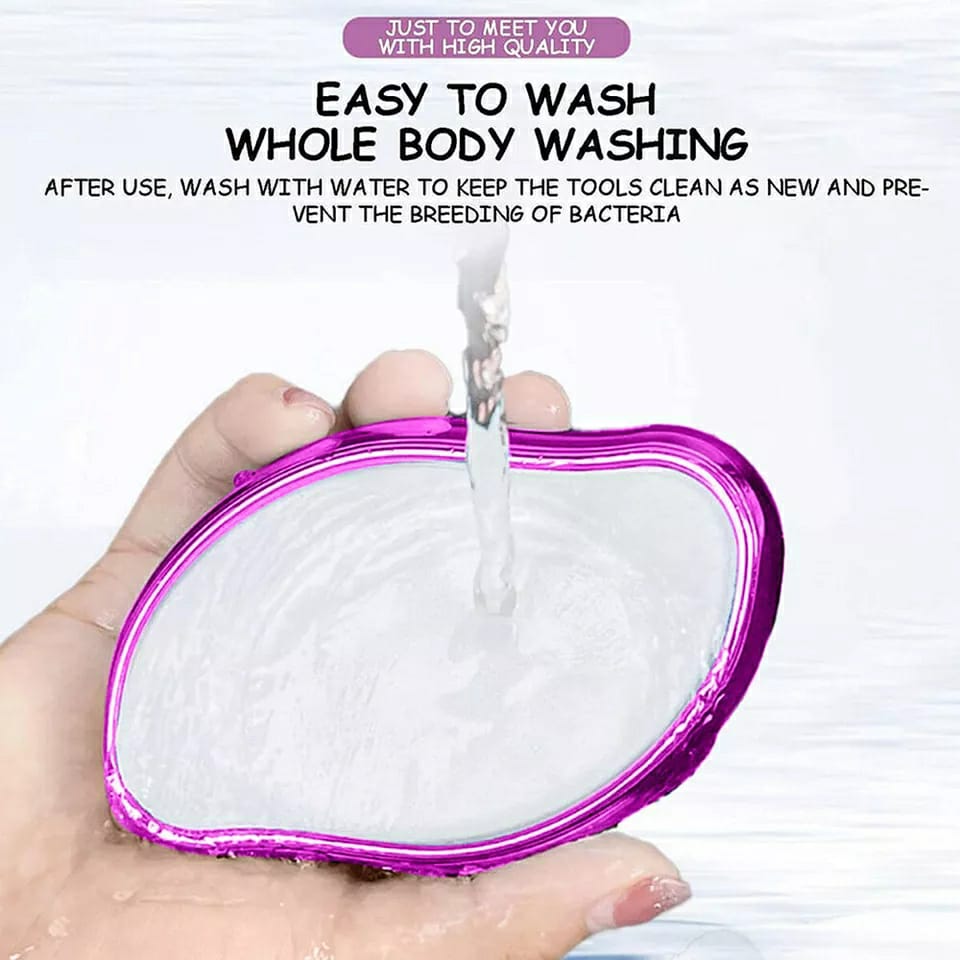 JUST TO MEET YOU
WITH HIGH QUALITY
EASY TO WASH
WHOLE BODY WASHING
AFTER USE, WASH WITH WATER TO KEEP THE TOOLS CLEAN AS NEW AND PRE-
VENT THE BREEDING OF BACTERIA